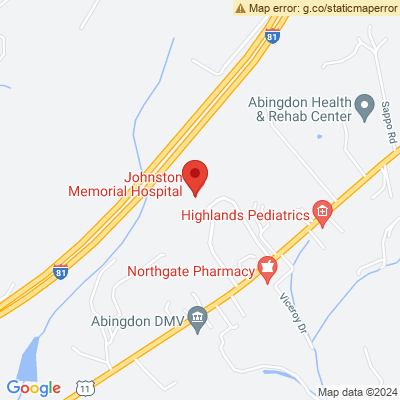 Map error: g.co/staticmaperror
81
Abingdon Health
& Rehab Center
Sappo Rd
Johnston
Memorial Hospital
Highlands Pediatrics
81
Northgate Pharmacy
Viceroy Dr
Abingdon DMV
11
Google
Map data ©2024